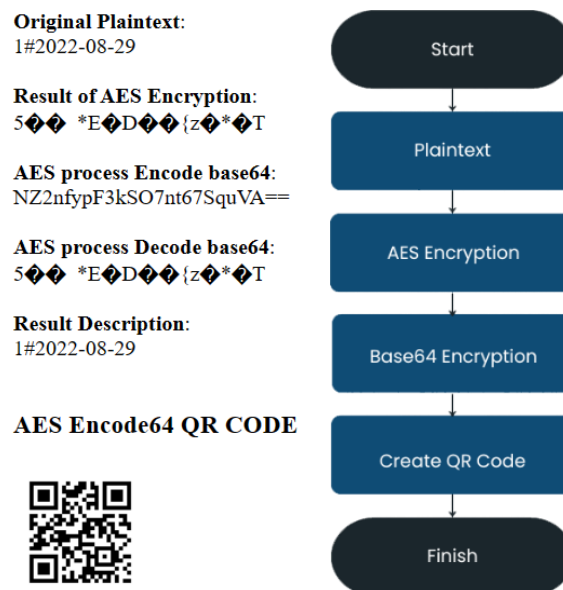 Original Plaintext:
1#2022-08-29
Result of AES Encryption:
5�� *E�D��{z�*�T
AES process Encode base64:
NZ2nfypF3kSO7nt67SquVA==
AES process Decode base64:
5�� *E�D��{z�*�T
Result Description:
1#2022-08-29
AES Encode64 QR CODE
Start
Plaintext
AES Encryption
Base64 Encryption
Create QR Code
Finish